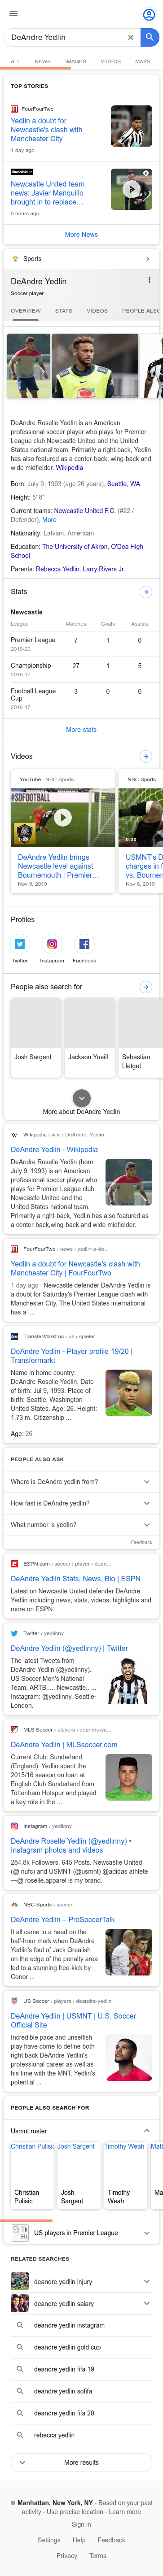 DeAndre Yedlin
ALL NEWS IMAGES VIDEOS MAPS
TOP STORIES
FourFourTwo
Yedlin a doubt for
Newcastle's clash with
Manchester City
1 day ago
Newcastle United team
news: Javier Manquillo
brought in to replace…
5 hours ago
More News
Sports
DeAndre Yedlin
Soccer player
OVERVIEW STATS VIDEOS PEOPLE ALSO
DeAndre Roselle Yedlin is an American
professional soccer player who plays for Premier
League club Newcastle United and the United
States national team. Primarily a right-back, Yedlin
has also featured as a center-back, wing-back and
wide midfielder. Wikipedia
Born: July 9, 1993 (age 26 years), Seattle, WA
Height: 5′ 8″
Current teams: Newcastle United F.C. (#22 /
Defender), More
Nationality: Latvian, American
Education: The University of Akron, O'Dea High
School
Parents: Rebecca Yedlin, Larry Rivers Jr.
Stats
Newcastle
League Matches Goals Assists
Premier League 7 1 0
2019-20
Championship 27 1 5
2016-17
Football League
Cup 3 0 0
2016-17
More stats
Videos
YouTube · NBC Sports
#SDFOOTBALL
DeAndre Yedlin brings
Newcastle level against
Bournemouth | Premier…
Nov 9, 2019
NBC Sports
0:30
USMNT's D
charges in f
vs. Bournem
Nov 8, 2019
Profiles
Twitter Instagram Facebook
People also search for
Josh Sargent
Jackson Yueill
Sebastian
Lletget
More about DeAndre Yedlin
Wikipedia › wiki › DeAndre_Yedlin
DeAndre Yedlin - Wikipedia
DeAndre Roselle Yedlin (born
July 9, 1993) is an American
professional soccer player who
plays for Premier League club
Newcastle United and the
United States national team.
Primarily a right-back, Yedlin has also featured as
a center-back,wing-back and wide midfielder.
FourFourTwo › news › yedlin-a-do...
Yedlin a doubt for Newcastle's clash with
Manchester City | FourFourTwo
1 day ago · Newcastle defender DeAndre Yedlin is
a doubt for Saturday's Premier League clash with
Manchester City. The United States international
has a ...
TransferMarkt.us › us › spieler
DeAndre Yedlin - Player profile 19/20 |
Transfermarkt
Name in home country:
DeAndre Roselle Yedlin. Date
of birth: Jul 9, 1993. Place of
birth: Seattle, Washington
United States. Age: 26. Height:
1,73 m. Citizenship ...
Age: 26
PEOPLE ALSO ASK
Where is DeAndre yedlin from?
How fast is DeAndre yedlin?
What number is yedlin?
Feedback
ESPN.com › soccer › player › dean...
DeAndre Yedlin Stats, News, Bio | ESPN
Latest on Newcastle United defender DeAndre
Yedlin including news, stats, videos, highlights and
more on ESPN.
Twitter › yedlinny
DeAndre Yedlin (@yedlinny) | Twitter
The latest Tweets from
DeAndre Yedlin (@yedlinny).
US Soccer Men's National
Team, ARTB..... Newcastle.. ...
Instagram: @yedlinny. Seattle-
London.
MLS Soccer › players › deandre-ye...
DeAndre Yedlin | MLSsoccer.com
Current Club: Sunderland
(England). Yedlin spent the
2015/16 season on loan at
English Club Sunderland from
Tottenham Hotspur and played
a key role in the ...
Instagram › yedlinny
DeAndre Roselle Yedlin (@yedlinny) •
Instagram photos and videos
284.8k Followers, 645 Posts. Newcastle United
(@ nufc) and USMNT (@usmnt) @adidas athlete
—@ roselle.apparel is my brand.
NBC Sports › soccer
DeAndre Yedlin – ProSoccerTalk
It all came to a head on the
half-hour mark when DeAndre
Yedlin's foul of Jack Grealish
on the penalty area led to a
training-ground free-kick by
Conor ...
US Soccer › players › deandre-yedlin
DeAndre Yedlin | USMNT | U.S. Soccer
Official Site
Incredible pace and unselfish
play have come to define both
right back DeAndre Yedlin's
professional career as well as
his time with the MNT. Yedlin's
potential ...
PEOPLE ALSO SEARCH FOR
Usmnt roster
Christian Pulisic
Josh Sargent
Timothy Weah
Matt
Christian
Pulisic
Josh
Sargent
Timothy
Weah
Ma
US players in Premier League
RELATED SEARCHES
deandre yedlin injury
deandre yedlin salary
deandre yedlin instagram
deandre yedlin gold cup
deandre yedlin fifa 19
deandre yedlin sofifa
deandre yedlin fifa 20
rebecca yedlin
More results
Manhattan, New York, NY - Based on your past
activity - Use precise location - Learn more
Sign in
Settings Help Feedback
Privacy Terms